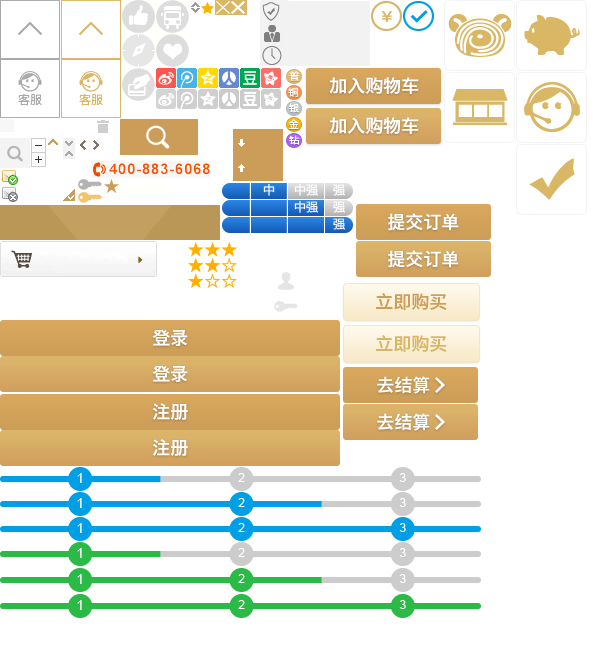 ¥
客服
客服
豆
豆
普
铜
银
金
钻
加入购物车
加入购物车
400-883-6068
中 中强 强
中强 强
强
提交订单
提交订单
立即购买
立即购买
登录
登录
去结算
去结算
注册
注册
1 2 3
1 2 3
1 2 3
1 2 3
1 2 3
1 2 3